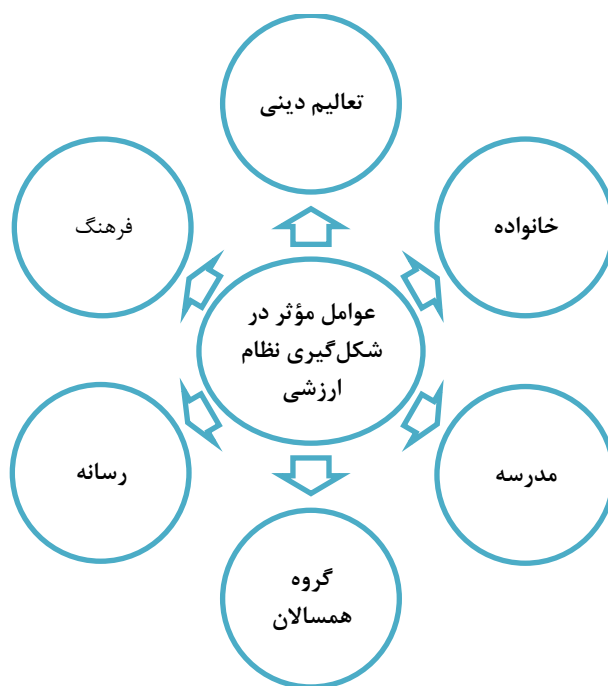 تعالیم دینی
خانواده
فرهنگ
عوامل مؤثر در
شکل‌گیری نظام
ارزشی
مدرسه
رسانه
گروه
همسالان